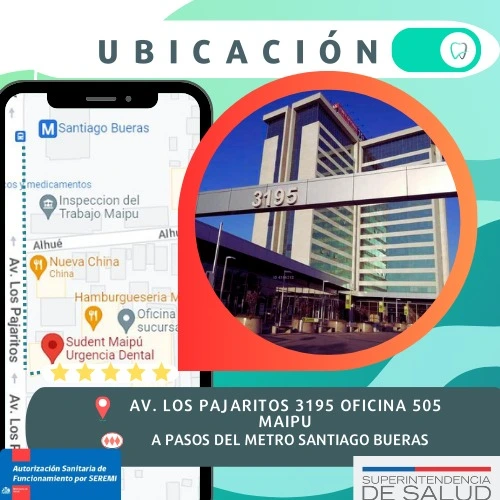 UBICACIÓN
Santiago Bueras
tos y medicamentos
Inspeccion del
Trabajo Maipu
Alhué
Nueva China
China
Hamburgueseria M
Oficina
sucursa
Sudent Maipú
Urgencia Dental
Av. Los Pajaritos
Av. Los
3195
AV. LOS PAJARITOS 3195 OFICINA 505
MAIPU
A PASOS DEL METRO SANTIAGO BUERAS
Autorización Sanitaria de
Funcionamiento por SEREMI
SUPERINTENDENCIA
DE SALUD